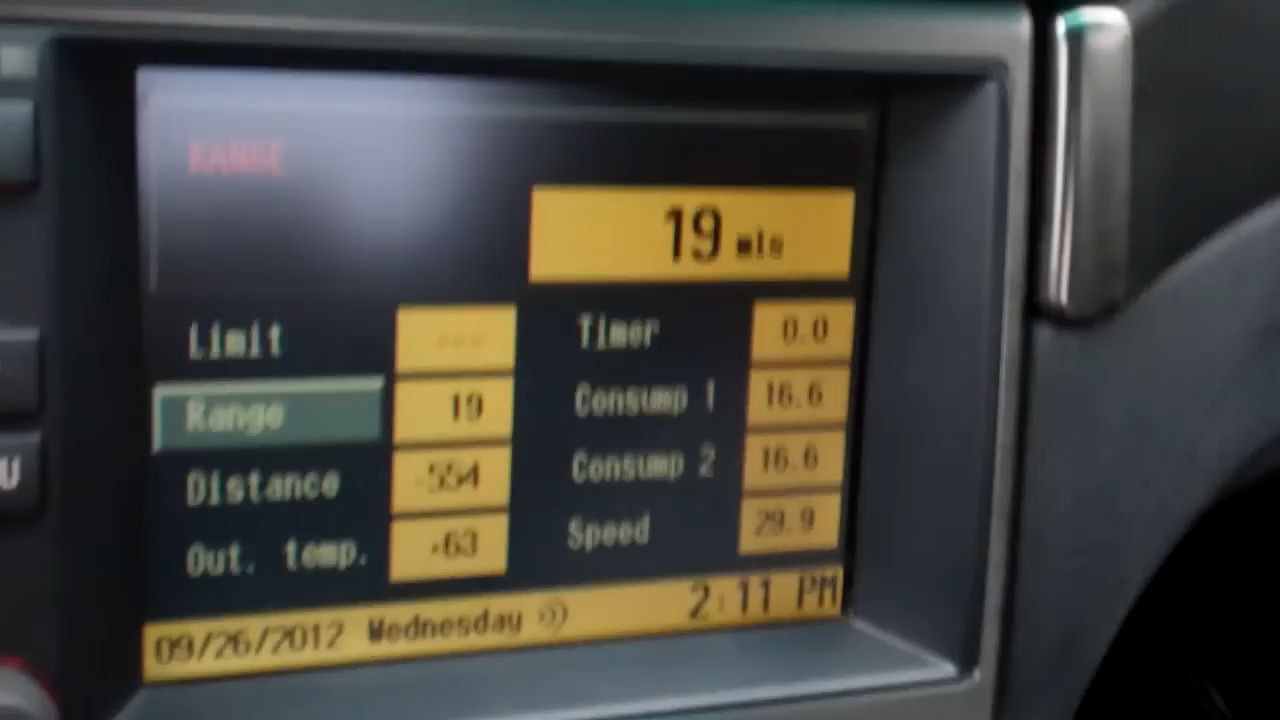 RANGE
19 mls
Limit ---
Timer 0.0
Range 19
Consump 1 16.6
Distance -554
Consump 2 16.6
Out. temp. +63
Speed 29.9
09/26/2012 Wednesday 2:11 PM
U